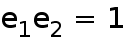 e₁e₂ = 1